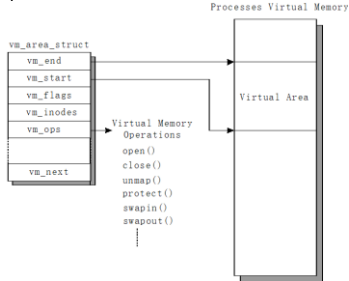 Processes Virtual Memory
vm_area_struct
vm_end
vm_start
vm_flags
vm_inodes
vm_ops
vm_next
Virtual Memory
Operations
open()
close()
unmap()
protect()
swapin()
swapout()
Virtual Area